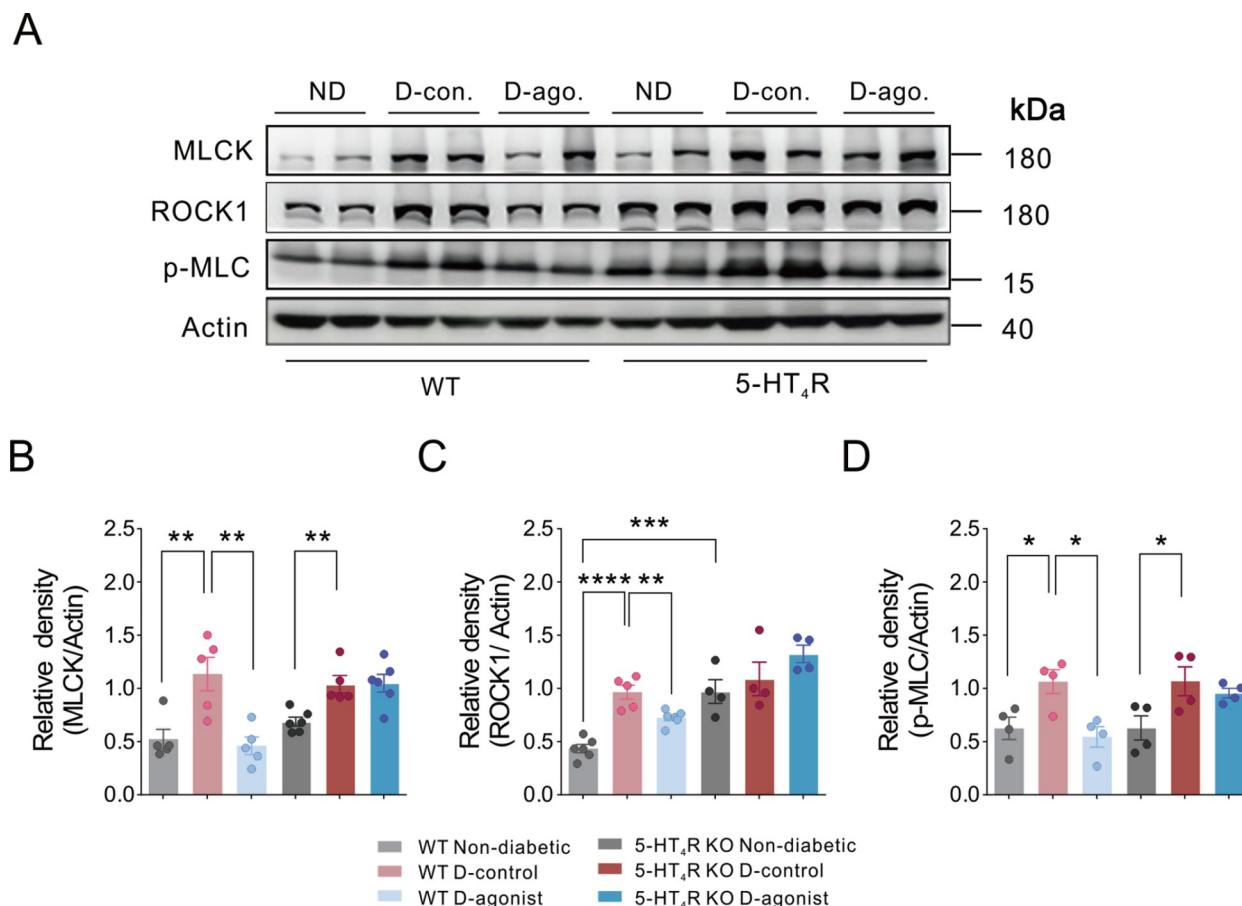 A
ND D-con. D-ago. ND D-con. D-ago.
kDa
MLCK 180
ROCK1 180
p-MLC 15
Actin 40
WT 5-HT₄R
B
C
D
Relative density
(MLCK/Actin)
2.5
2.0
1.5
1.0
0.5
0.0
** ** **
Relative density
(ROCK1/ Actin)
2.5
2.0
1.5
1.0
0.5
0.0
***
**** **
Relative density
(p-MLC/Actin)
2.5
2.0
1.5
1.0
0.5
0.0
* * *
WT Non-diabetic 5-HT₄R KO Non-diabetic
WT D-control 5-HT₄R KO D-control
WT D-agonist 5-HT₄R KO D-agonist